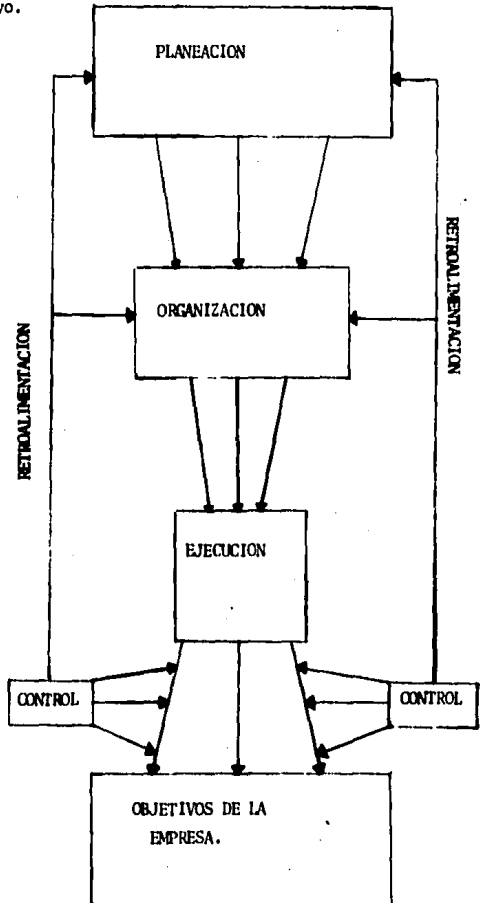 vo.
PLANEACION
RETROALIMENTACION
ORGANIZACION
RETROALIMENTACION
EJECUCION
CONTROL
CONTROL
OBJETIVOS DE LA
EMPRESA.